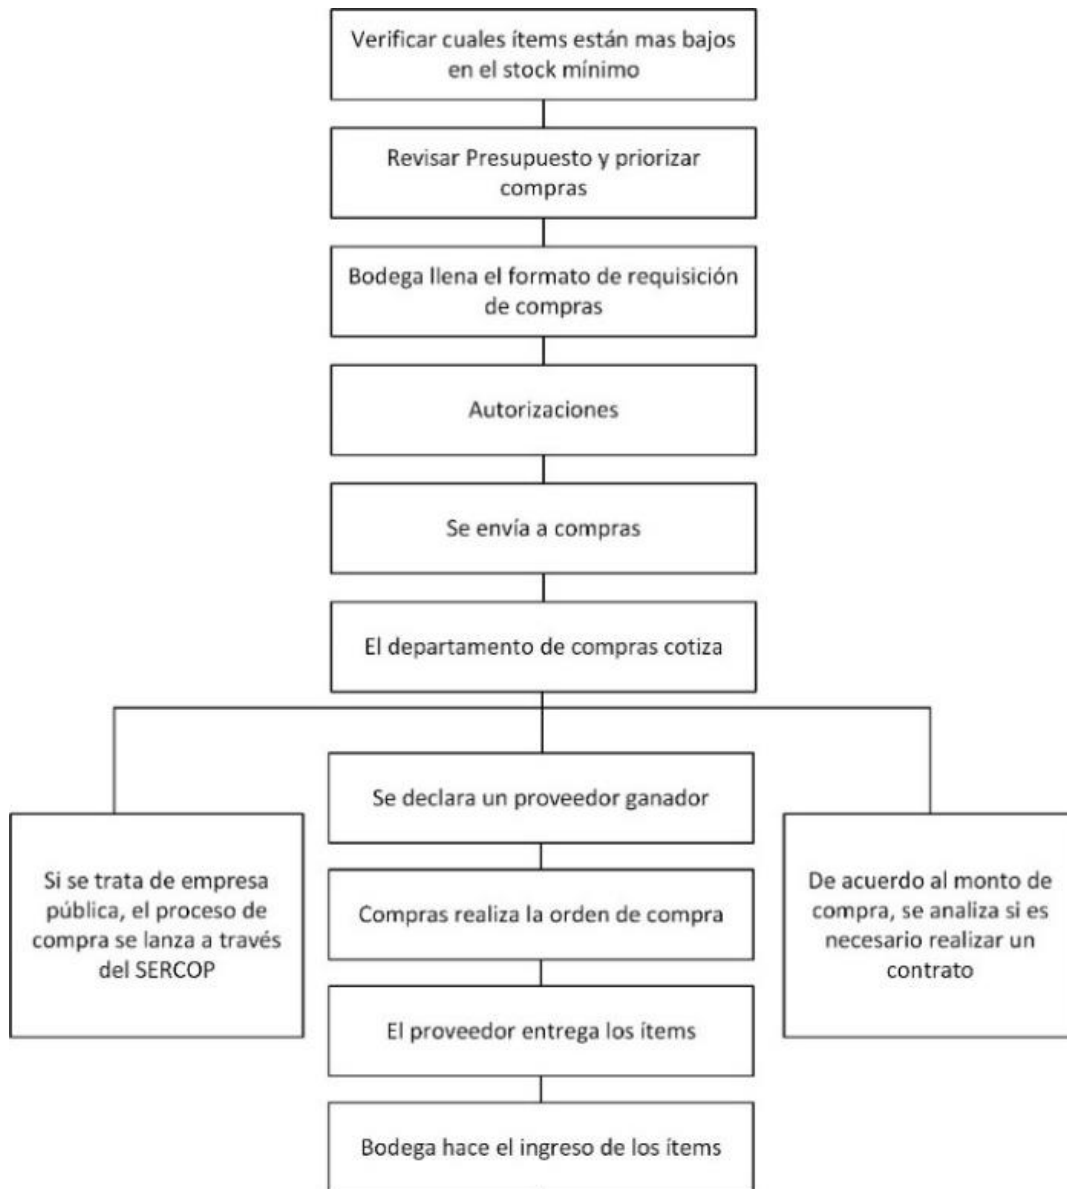 Verificar cuales ítems están mas bajos
en el stock mínimo
Revisar Presupuesto y priorizar
compras
Bodega llena el formato de requisición
de compras
Autorizaciones
Se envía a compras
El departamento de compras cotiza
Se declara un proveedor ganador
Si se trata de empresa
pública, el proceso de
compra se lanza a través
del SERCOP
Compras realiza la orden de compra
De acuerdo al monto de
compra, se analiza si es
necesario realizar un
contrato
El proveedor entrega los ítems
Bodega hace el ingreso de los ítems